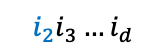 i₂i₃ … i_d